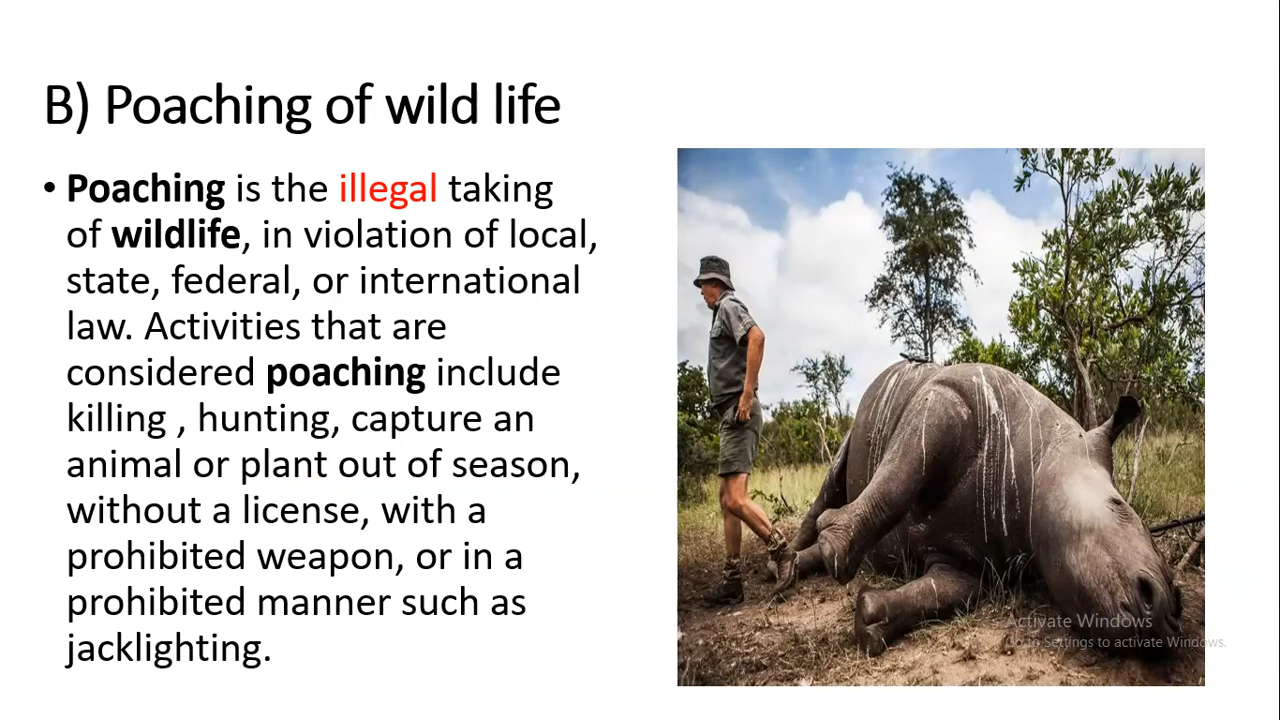 B) Poaching of wild life
• Poaching is the illegal taking
of wildlife, in violation of local,
state, federal, or international
law. Activities that are
considered poaching include
killing , hunting, capture an
animal or plant out of season,
without a license, with a
prohibited weapon, or in a
prohibited manner such as
jacklighting.
Activate Windows
Go to Settings to activate Windows.